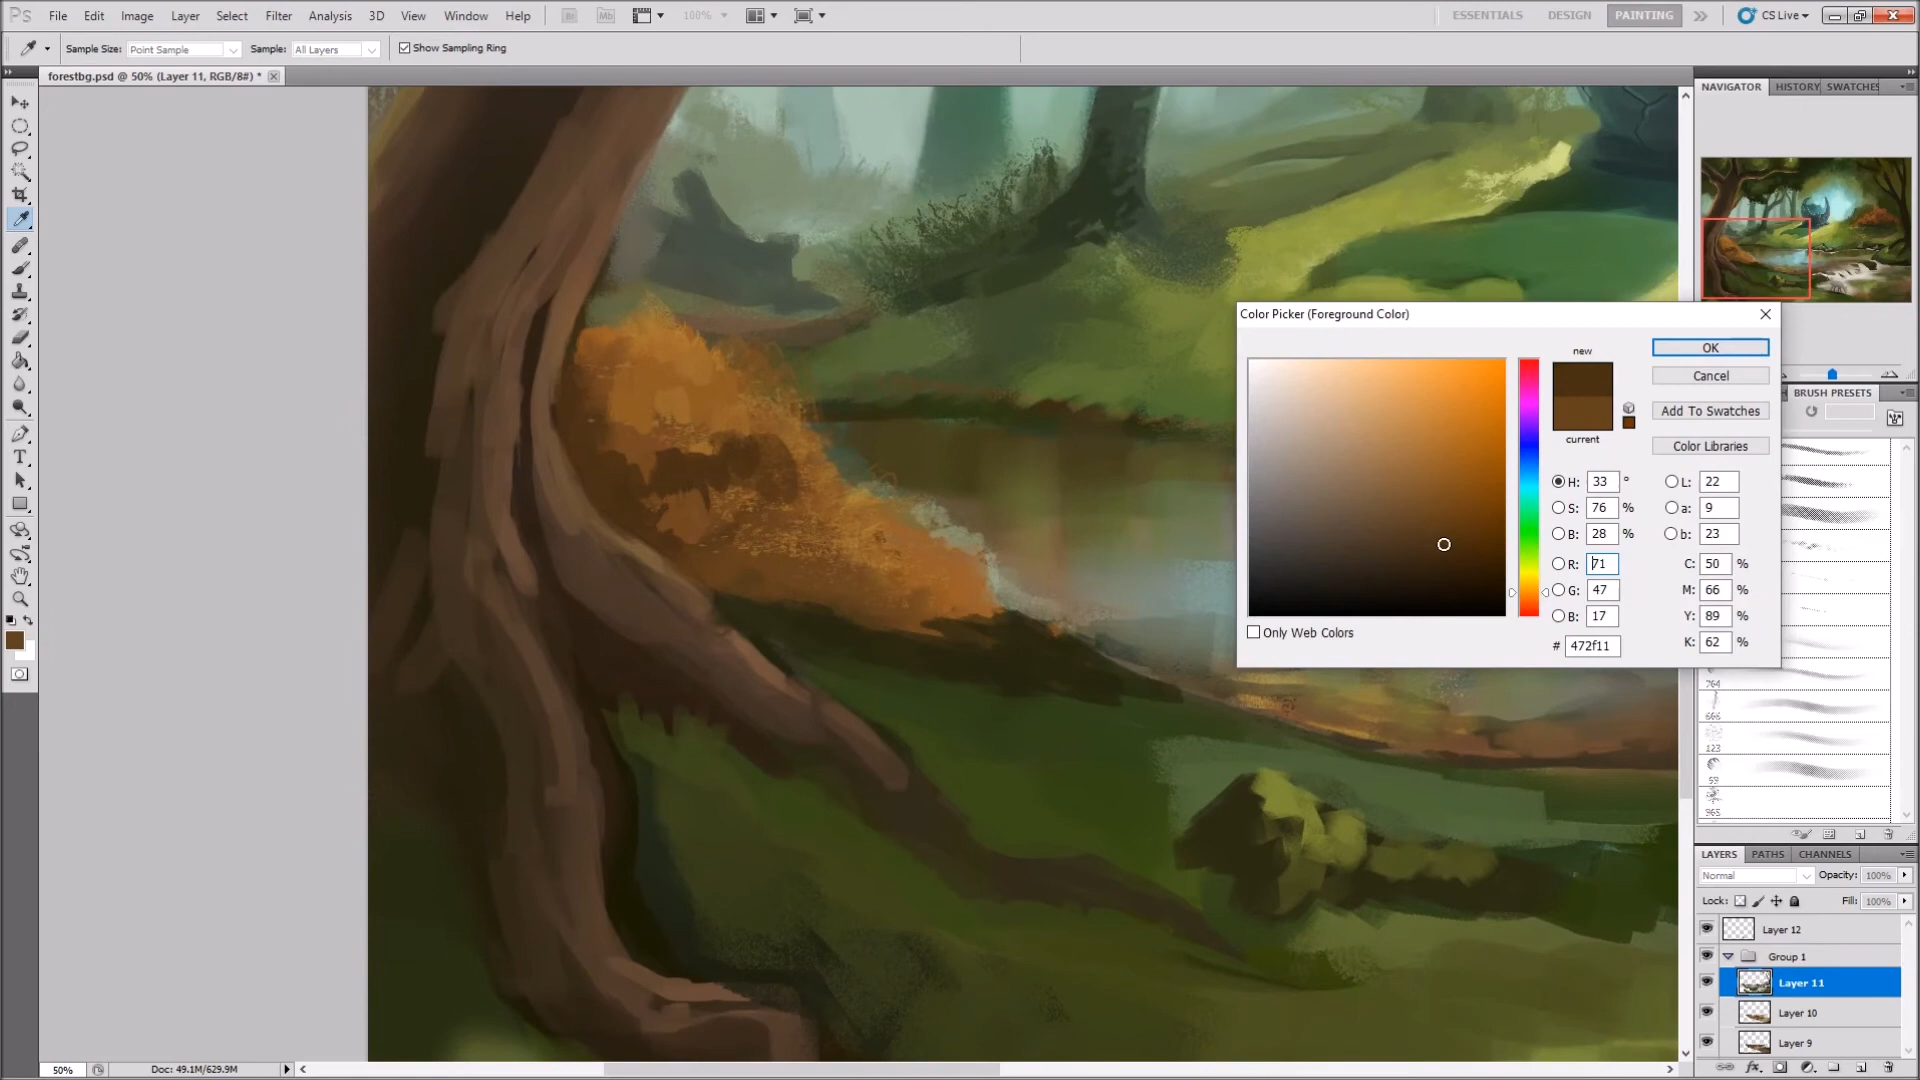 Ps File Edit Image Layer Select Filter Analysis 3D View Window Help Br Mb 100% ESSENTIALS DESIGN PAINTING CS Live
Sample Size: Point Sample Sample: All Layers Show Sampling Ring
forestbg.psd @ 50% (Layer 11, RGB/8#) *
NAVIGATOR HISTORY SWATCHES
Color Picker (Foreground Color)
new
OK
Cancel
Add To Swatches
current
Color Libraries
H: 33 ° L: 22
S: 76 % a: 9
B: 28 % b: 23
R: 71 C: 50 %
G: 47 M: 66 %
B: 17 Y: 89 %
# 472f11 K: 62 %
Only Web Colors
BRUSH PRESETS
764
666
123
59
965
LAYERS PATHS CHANNELS
Normal Opacity: 100%
Lock: Fill: 100%
Layer 12
Group 1
Layer 11
Layer 10
Layer 9
50% Doc: 49.1M/629.9M